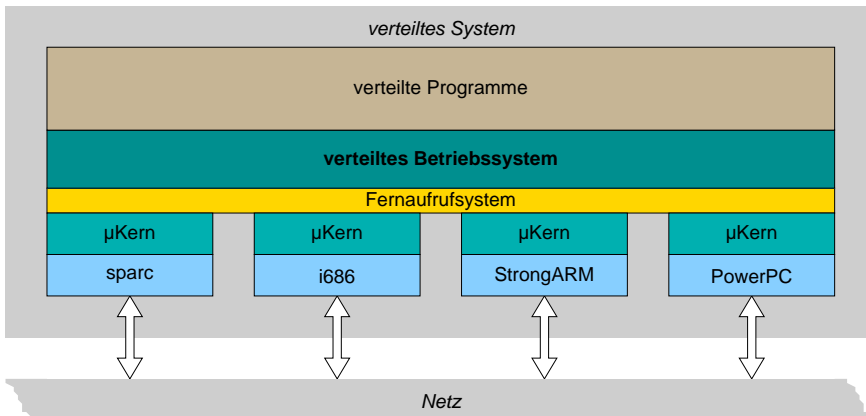 verteiltes System
verteilte Programme
verteiltes Betriebssystem
Fernaufrufsystem
µKern µKern µKern µKern
sparc i686 StrongARM PowerPC
Netz